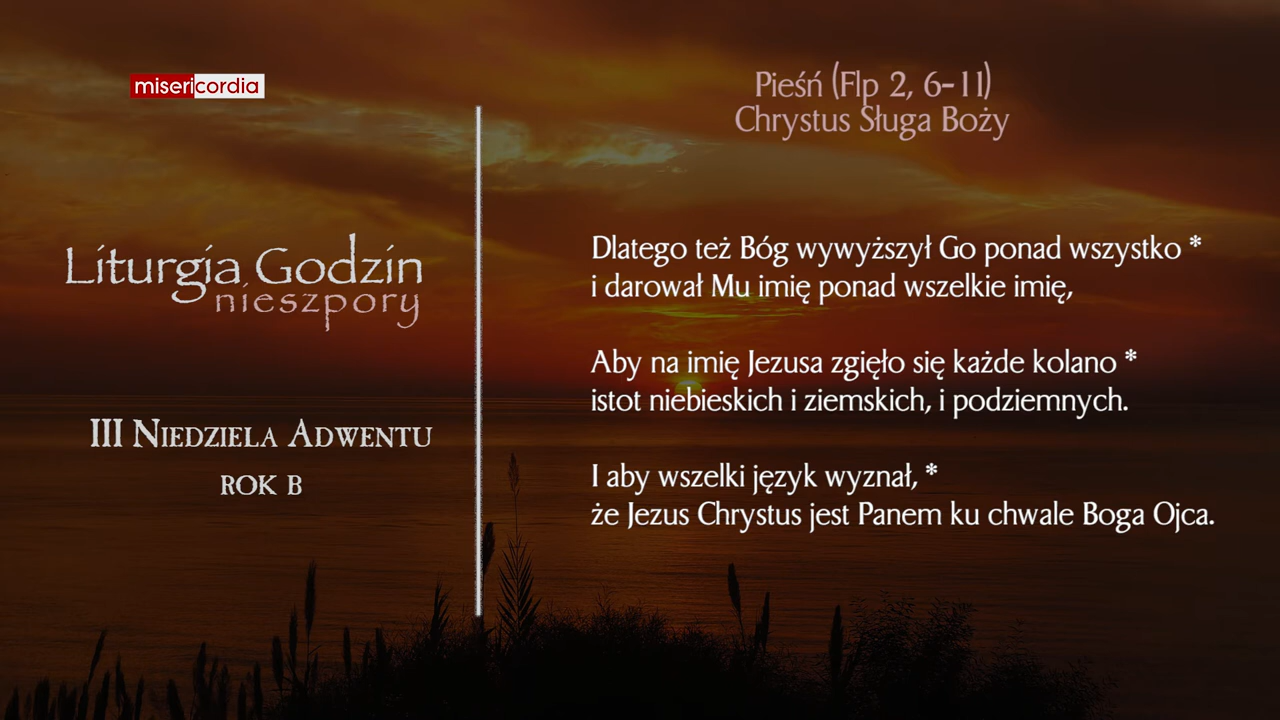 misericordia
Liturgia Godzin
nieszpory
III Niedziela Adwentu
rok B
Pieśń (Flp 2, 6-11)
Chrystus Sługa Boży
Dlatego też Bóg wywyższył Go ponad wszystko *
i darował Mu imię ponad wszelkie imię,
Aby na imię Jezusa zgięło się każde kolano *
istot niebieskich i ziemskich, i podziemnych.
I aby wszelki język wyznał, *
że Jezus Chrystus jest Panem ku chwale Boga Ojca.